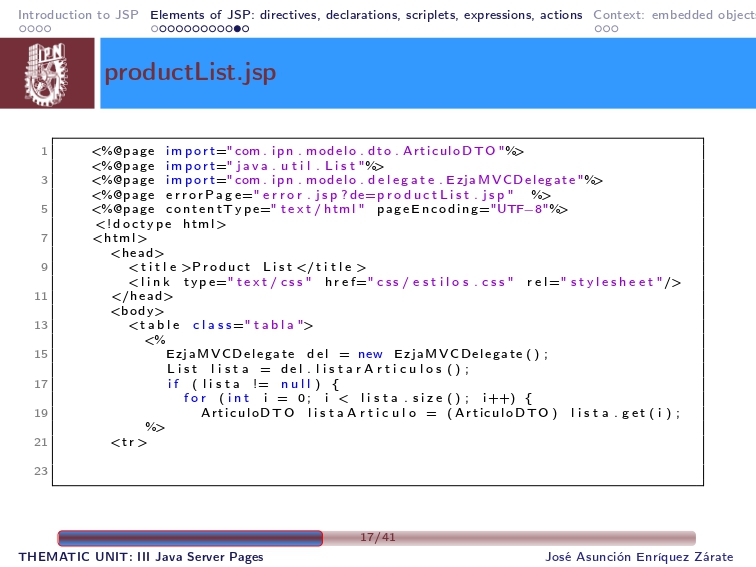 Introduction to JSP Elements of JSP: directives, declarations, scriplets, expressions, actions Context: embedded object
IPN
productList.jsp
1 <%@page import="com.ipn.modelo.dto.ArticuloDTO"%>
<%@page import="java.util.List"%>
3 <%@page import="com.ipn.modelo.delegate.EzjaMVCDelegate"%>
<%@page errorPage="error.jsp?de=productList.jsp" %>
5 <%@page contentType="text/html" pageEncoding="UTF-8"%>
<!doctype html>
7 <html>
<head>
9 <title>Product List</title>
<link type="text/css" href="css/estilos.css" rel="stylesheet"/>
11 </head>
<body>
13 <table class="tabla">
<%
15 EzjaMVCDelegate del = new EzjaMVCDelegate();
List lista = del.listarArticulos();
17 if (lista != null) {
for (int i = 0; i < lista.size(); i++) {
19 ArticuloDTO listaArticulo = (ArticuloDTO) lista.get(i);
%>
21 <tr>
23
17/41
THEMATIC UNIT: III Java Server Pages José Asunción Enríquez Zárate